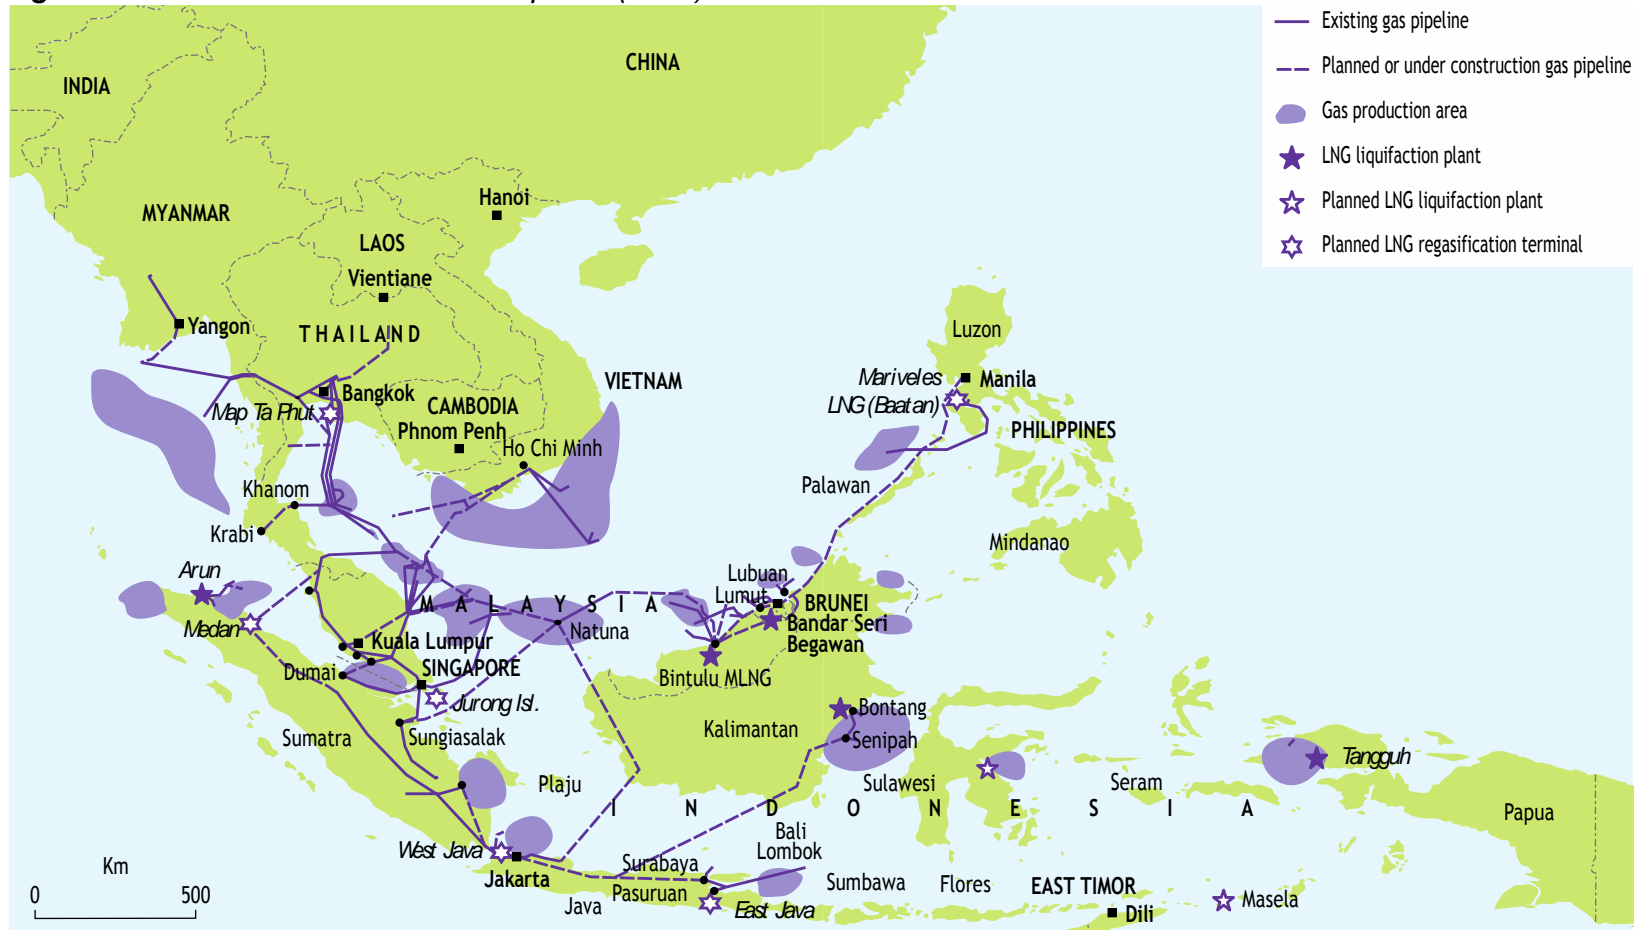 Existing gas pipeline
Planned or under construction gas pipeline
Gas production area
LNG liquifaction plant
Planned LNG liquifaction plant
Planned LNG regasification terminal
CHINA
INDIA
MYANMAR
Hanoi
LAOS
Vientiane
Yangon
THAILAND
Luzon
VIETNAM
Mariveles
LNG (Baatan)
Manila
Bangkok
Map Ta Phut
CAMBODIA
Phnom Penh
Ho Chi Minh
PHILIPPINES
Palawan
Khanom
Krabi
Mindanao
Arun
Lubuan
Lumut
MALAYSIA
BRUNEI
Bandar Seri
Begawan
Medan
Natuna
Kuala Lumpur
SINGAPORE
Dumai
Bintulu MLNG
Jurong Isl.
Bontang
Kalimantan
Senipah
Sumatra
Sungiasalak
Tangguh
Plaju
Sulawesi
Seram
INDONESIA
Papua
Bali
Lombok
West Java
Surabaya
Jakarta
Pasuruan
Java
East Java
Sumbawa
Flores
EAST TIMOR
Dili
Masela
Km
0 500